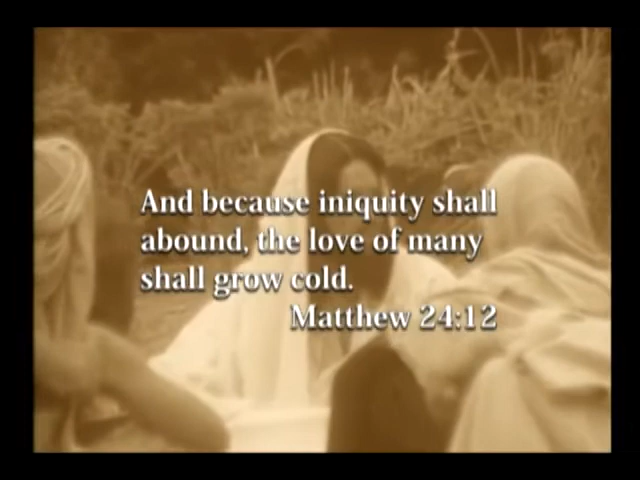 And because iniquity shall
abound, the love of many
shall grow cold.
Matthew 24:12